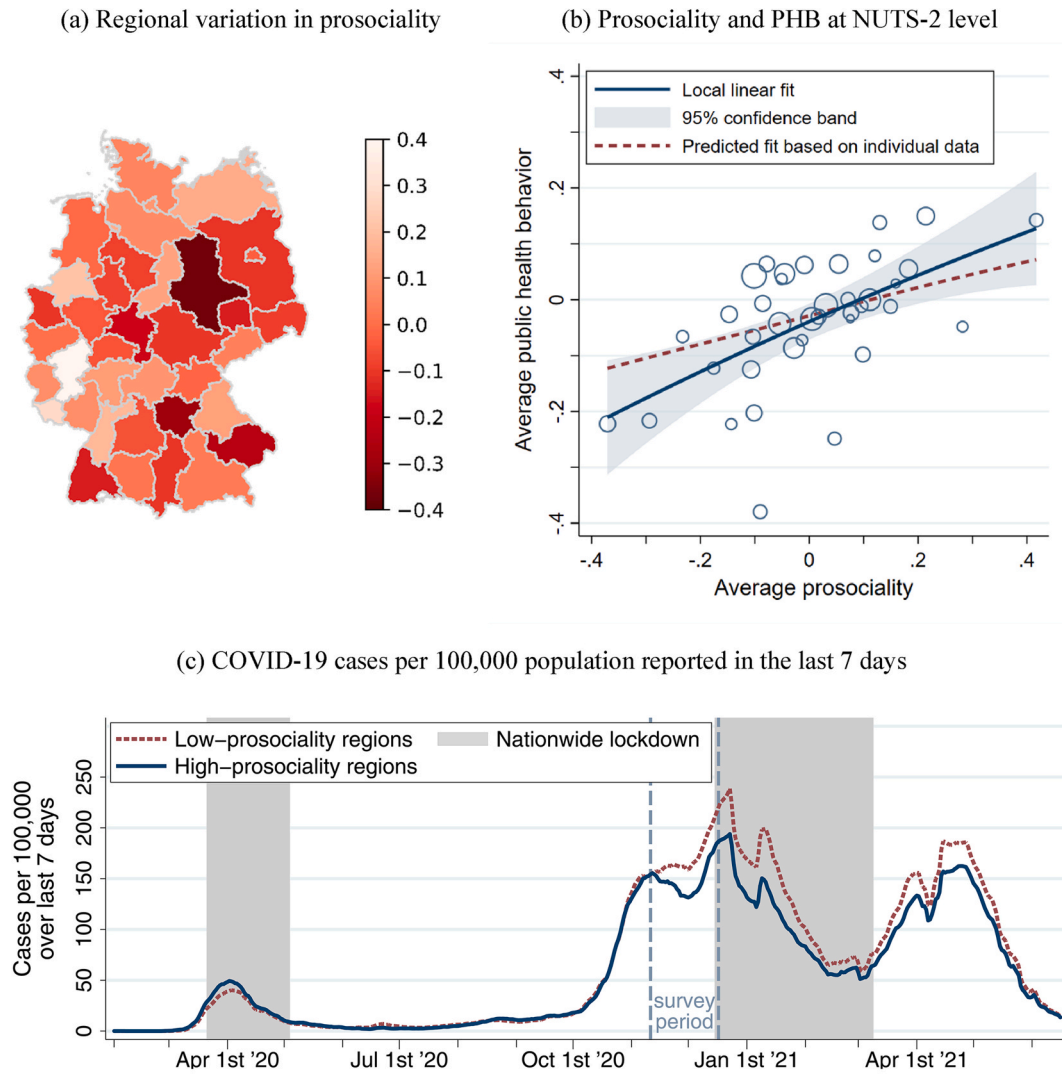 (a) Regional variation in prosociality
0.4
0.3
0.2
0.1
0.0
−0.1
−0.2
−0.3
−0.4
(b) Prosociality and PHB at NUTS-2 level
Local linear fit
95% confidence band
Predicted fit based on individual data
Average public health behavior
.4
.2
0
-.2
-.4
-.4
-.2
0
.2
.4
Average prosociality
(c) COVID-19 cases per 100,000 population reported in the last 7 days
Low−prosociality regions
Nationwide lockdown
High−prosociality regions
Cases per 100,000
over last 7 days
250
200
150
100
50
0
survey
period
Apr 1st '20
Jul 1st '20
Oct 1st '20
Jan 1st '21
Apr 1st '21